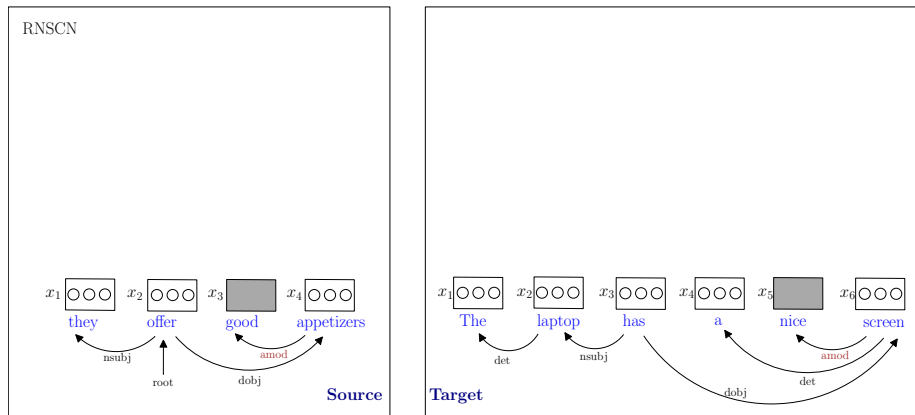 RNSCN
x1 x2 x3 x4
they offer good appetizers
nsubj amod
root dobj
Source
x1 x2 x3 x4 x5 x6
The laptop has a nice screen
det nsubj amod
det
dobj
Target